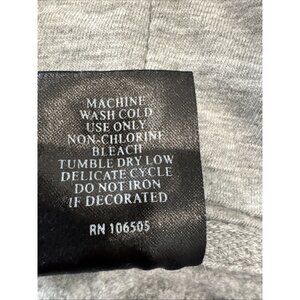 MACHINE
WASH COLD
USE ONLY
NON-CHLORINE
BLEACH
TUMBLE DRY LOW
DELICATE CYCLE
DO NOT IRON
IF DECORATED
RN 106505